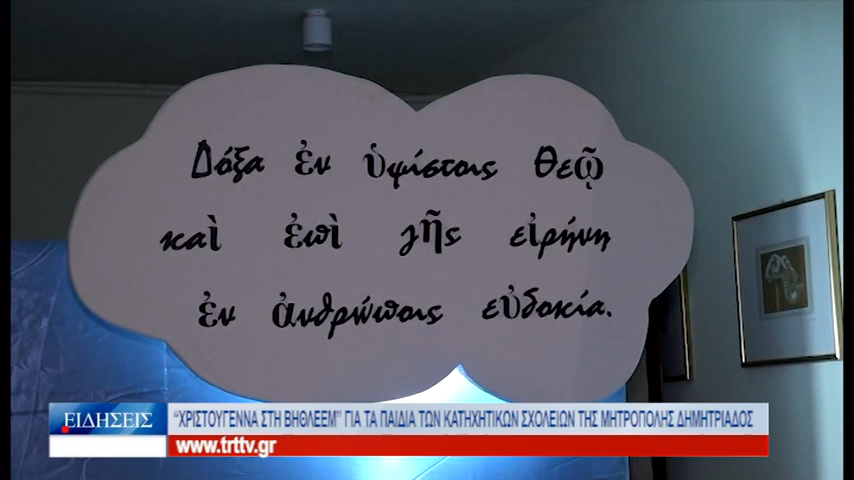 Δόξα ἐν ὑψίστοις Θεῷ
καὶ ἐπὶ γῆς εἰρήνη
ἐν ἀνθρώποις εὐδοκία.
ΕΙΔΗΣΕΙΣ
“ΧΡΙΣΤΟΥΓΕΝΝΑ ΣΤΗ ΒΗΘΛΕΕΜ” ΓΙΑ ΤΑ ΠΑΙΔΙΑ ΤΩΝ ΚΑΤΗΧΗΤΙΚΩΝ ΣΧΟΛΕΙΩΝ ΤΗΣ ΜΗΤΡΟΠΟΛΗΣ ΔΗΜΗΤΡΙΑΔΟΣ
www.trttv.gr